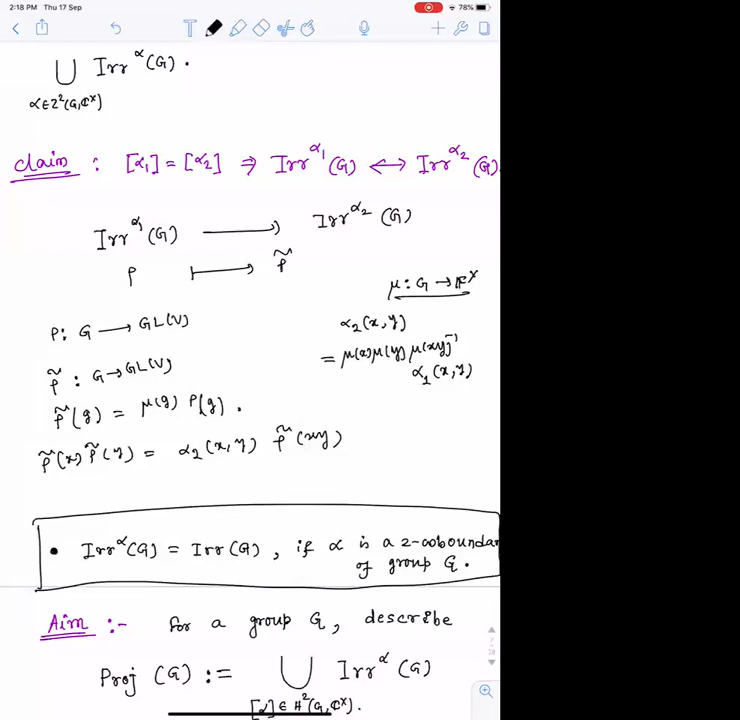 2:18 PM Thu 17 Sep
78%
⋃ Irr^α(G).
α∈Z²(G,ℂ^×)
Claim : [α₁] = [α₂] ⇒ Irr^α₁(G) ⟷ Irr^α₂(G).
Irr^α₁(G) ⟶ Irr^α₂(G)
ρ ⟼ ρ̃
μ: G → ℂ^×
ρ: G ⟶ GL(V)
α₂(x,y)
= μ(x)μ(y) μ(xy)⁻¹
α₁(x,y)
ρ̃ : G → GL(V)
ρ̃(g) = μ(g) ρ(g) .
ρ̃(x) ρ̃(y) = α₂(x,y) ρ̃(xy)
• Irr^α(G) = Irr(G) , if α is a 2-coboundar
of group G .
Aim :- For a group G, describe
Proj (G) := ⋃ Irr^α(G)
[α]∈ H²(G,ℂ^×).